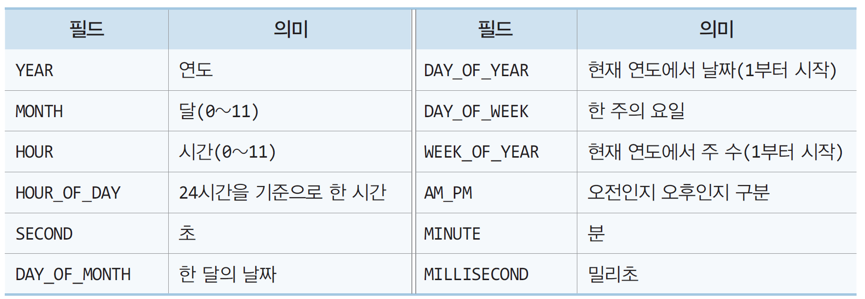 필드 의미 필드 의미
YEAR 연도 DAY_OF_YEAR 현재 연도에서 날짜(1부터 시작)
MONTH 달(0~11) DAY_OF_WEEK 한 주의 요일
HOUR 시간(0~11) WEEK_OF_YEAR 현재 연도에서 주 수(1부터 시작)
HOUR_OF_DAY 24시간을 기준으로 한 시간 AM_PM 오전인지 오후인지 구분
SECOND 초 MINUTE 분
DAY_OF_MONTH 한 달의 날짜 MILLISECOND 밀리초